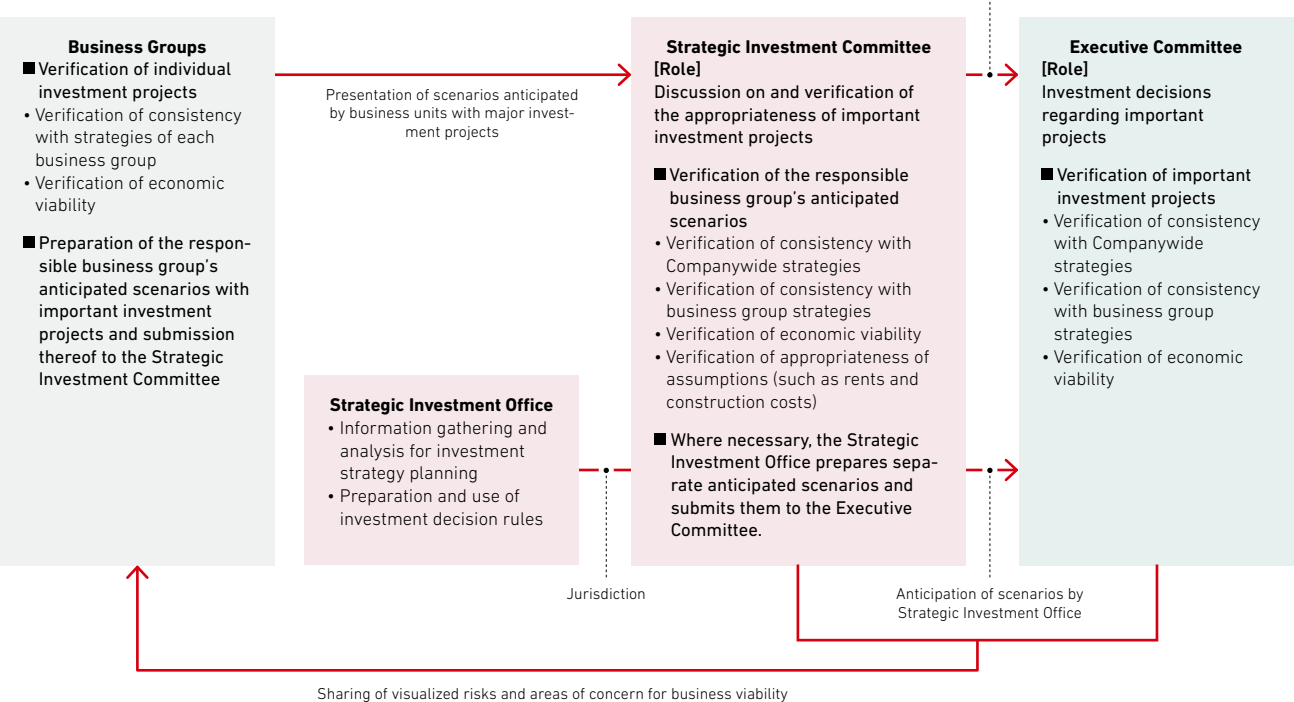 Business Groups
■ Verification of individual
investment projects
• Verification of consistency
with strategies of each
business group
• Verification of economic
viability
■ Preparation of the respon-
sible business group's
anticipated scenarios with
important investment
projects and submission
thereof to the Strategic
Investment Committee
Presentation of scenarios anticipated
by business units with major invest-
ment projects
Strategic Investment Office
• Information gathering and
analysis for investment
strategy planning
• Preparation and use of
investment decision rules
Jurisdiction
Strategic Investment Committee
[Role]
Discussion on and verification of
the appropriateness of important
investment projects
■ Verification of the responsible
business group's anticipated
scenarios
• Verification of consistency with
Companywide strategies
• Verification of consistency with
business group strategies
• Verification of economic viability
• Verification of appropriateness of
assumptions (such as rents and
construction costs)
■ Where necessary, the Strategic
Investment Office prepares sepa-
rate anticipated scenarios and
submits them to the Executive
Committee.
Executive Committee
[Role]
Investment decisions
regarding important
projects
■ Verification of important
investment projects
• Verification of consistency
with Companywide
strategies
• Verification of consistency
with business group
strategies
• Verification of economic
viability
Anticipation of scenarios by
Strategic Investment Office
Sharing of visualized risks and areas of concern for business viability